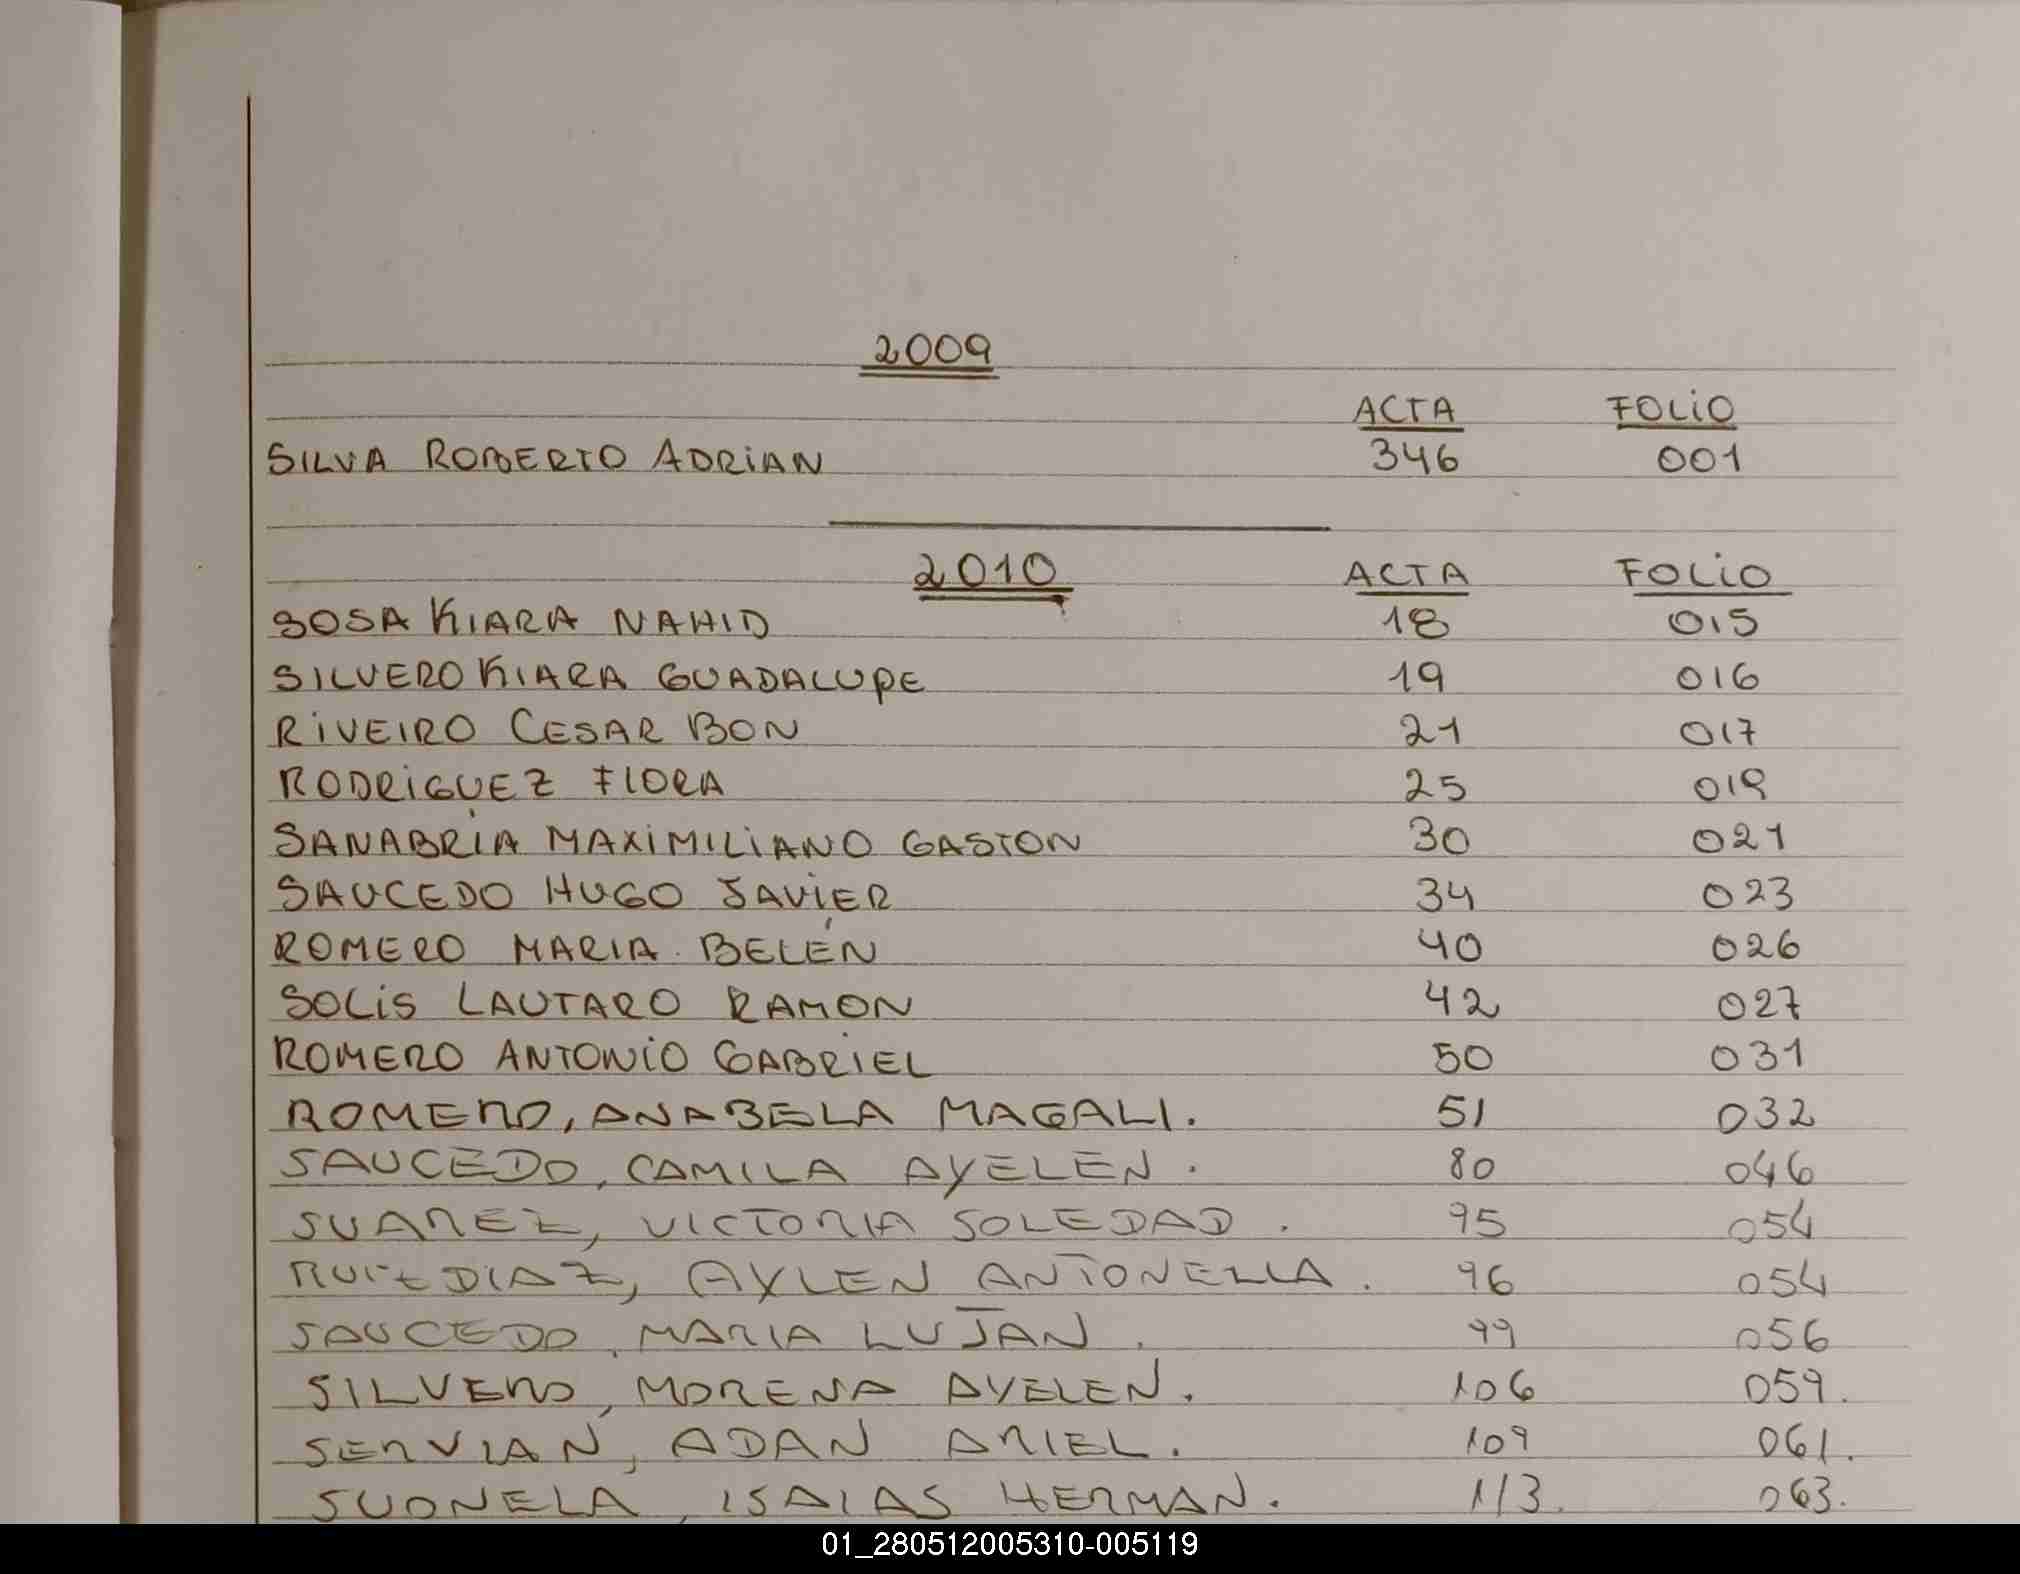 2009
ACTA FOLIO
SILVA ROBERTO ADRIAN 346 001
2010 ACTA FOLIO
SOSA KIARA NAHID 18 015
SILVERO KIARA GUADALUPE 19 016
RIVEIRO CESAR BON 21 017
RODRIGUEZ FLORA 25 019
SANABRIA MAXIMILIANO GASTON 30 021
SAUCEDO HUGO JAVIER 34 023
ROMERO MARIA BELÉN 40 026
SOLIS LAUTARO RAMON 42 027
ROMERO ANTONIO GABRIEL 50 031
ROMERO, ANABELA MAGALI. 51 032
SAUCEDO, CAMILA AYELEN. 80 046
SUAREZ, VICTORIA SOLEDAD. 95 054
RUIZ DIAZ, AYLEN ANTONELLA. 96 054
SAUCEDO, MARIA LUJAN. 99 056
SILVERO, MORENA AYELEN. 106 059.
SERVIAN, ADAN ARIEL. 109 061.
ISAIAS HERMAN. 113. 063.
01_280512005310-005119